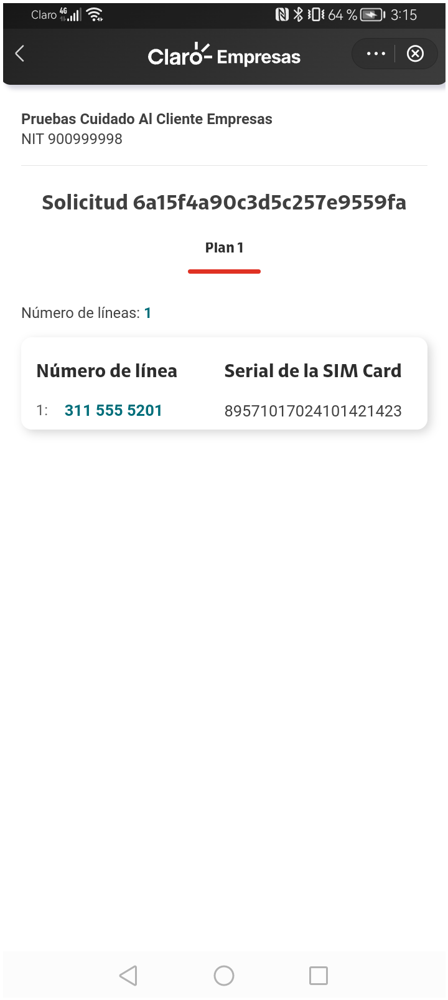 Claro 4G 64 % 3:15
Claro Empresas
Pruebas Cuidado Al Cliente Empresas
NIT 900999998
Solicitud 6a15f4a90c3d5c257e9559fa
Plan 1
Número de líneas: 1
Número de línea Serial de la SIM Card
1: 311 555 5201 89571017024101421423